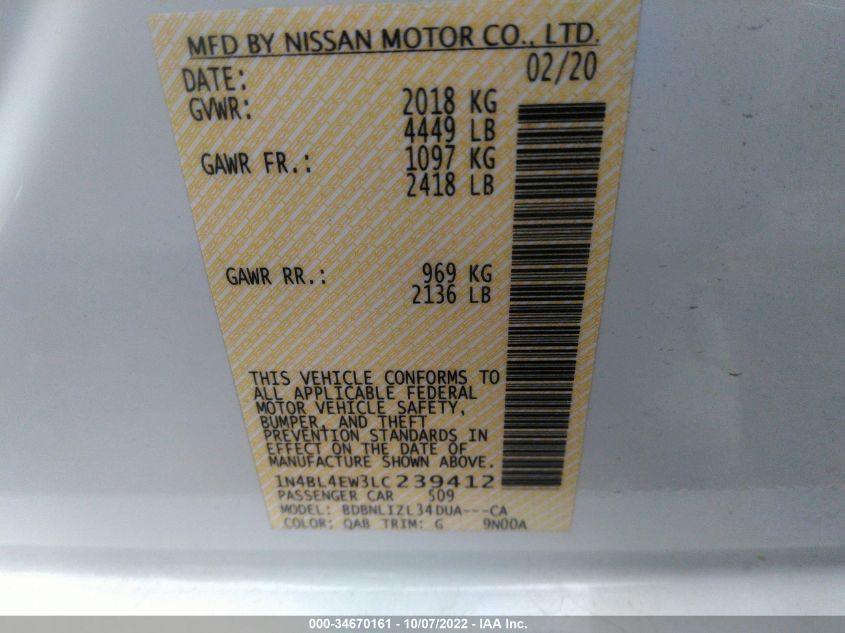 MFD BY NISSAN MOTOR CO., LTD.
DATE: 02/20
GVWR: 2018 KG
4449 LB
GAWR FR.: 1097 KG
2418 LB
GAWR RR.: 969 KG
2136 LB
THIS VEHICLE CONFORMS TO
ALL APPLICABLE FEDERAL
MOTOR VEHICLE SAFETY,
BUMPER, AND THEFT
PREVENTION STANDARDS IN
EFFECT ON THE DATE OF
MANUFACTURE SHOWN ABOVE.
1N4BL4EW3LC239412
PASSENGER CAR 509
MODEL: BDBNLIZL34DUA---CA
COLOR: QAB TRIM: G 9N00A
000-34670161 - 10/07/2022 - IAA Inc.